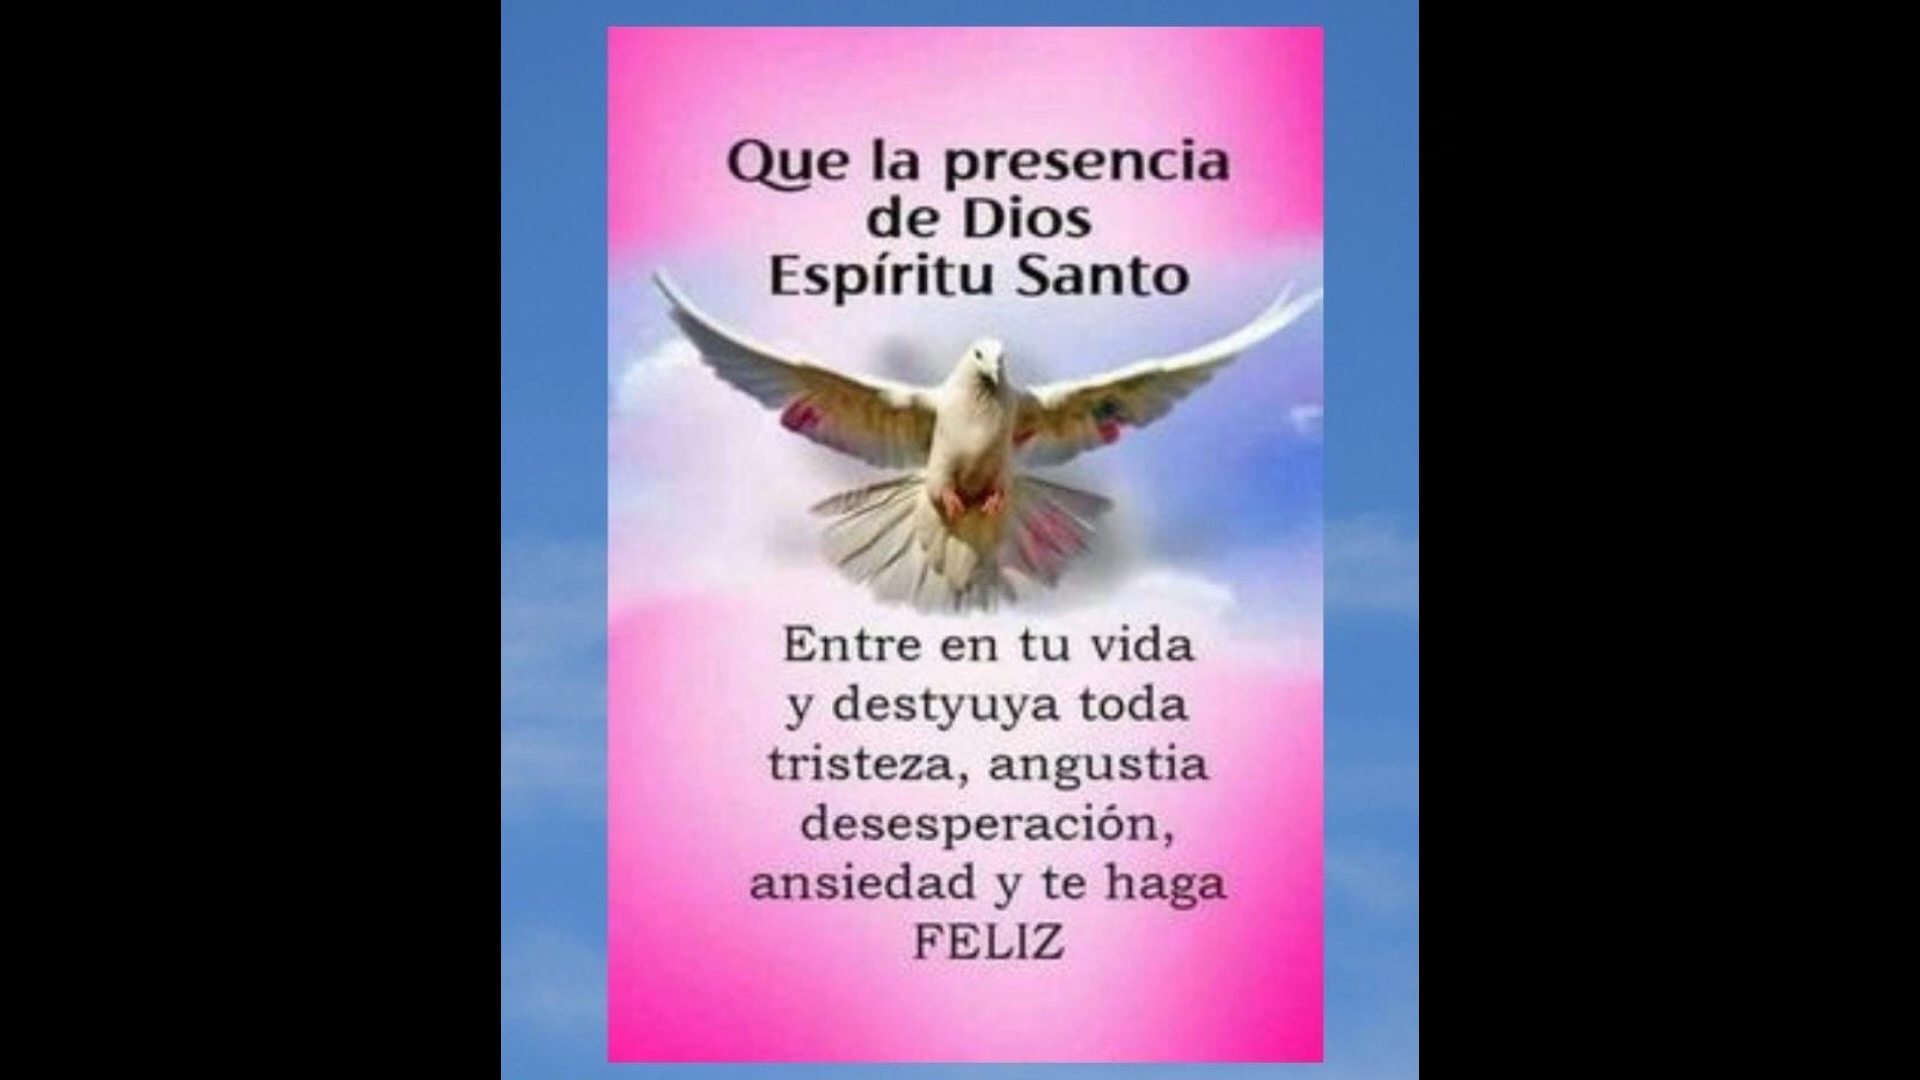 Que la presencia
de Dios
Espíritu Santo
Entre en tu vida
y destyuya toda
tristeza, angustia
desesperación,
ansiedad y te haga
FELIZ